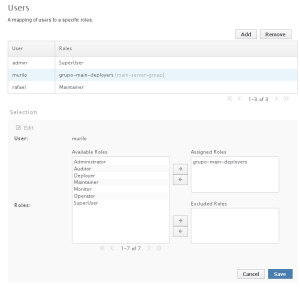 Users
A mapping of users to a specific roles.
Add Remove
User Roles
admin SuperUser
murilo grupo-main-deployers [main-server-group]
rafael Maintainer
1-3 of 3
Selection
Edit
User: murilo
Available Roles Assigned Roles
Administrator grupo-main-deployers
Auditor
Deployer
Maintainer
Monitor
Operator
SuperUser
Roles:
Excluded Roles
1-7 of 7
Cancel Save